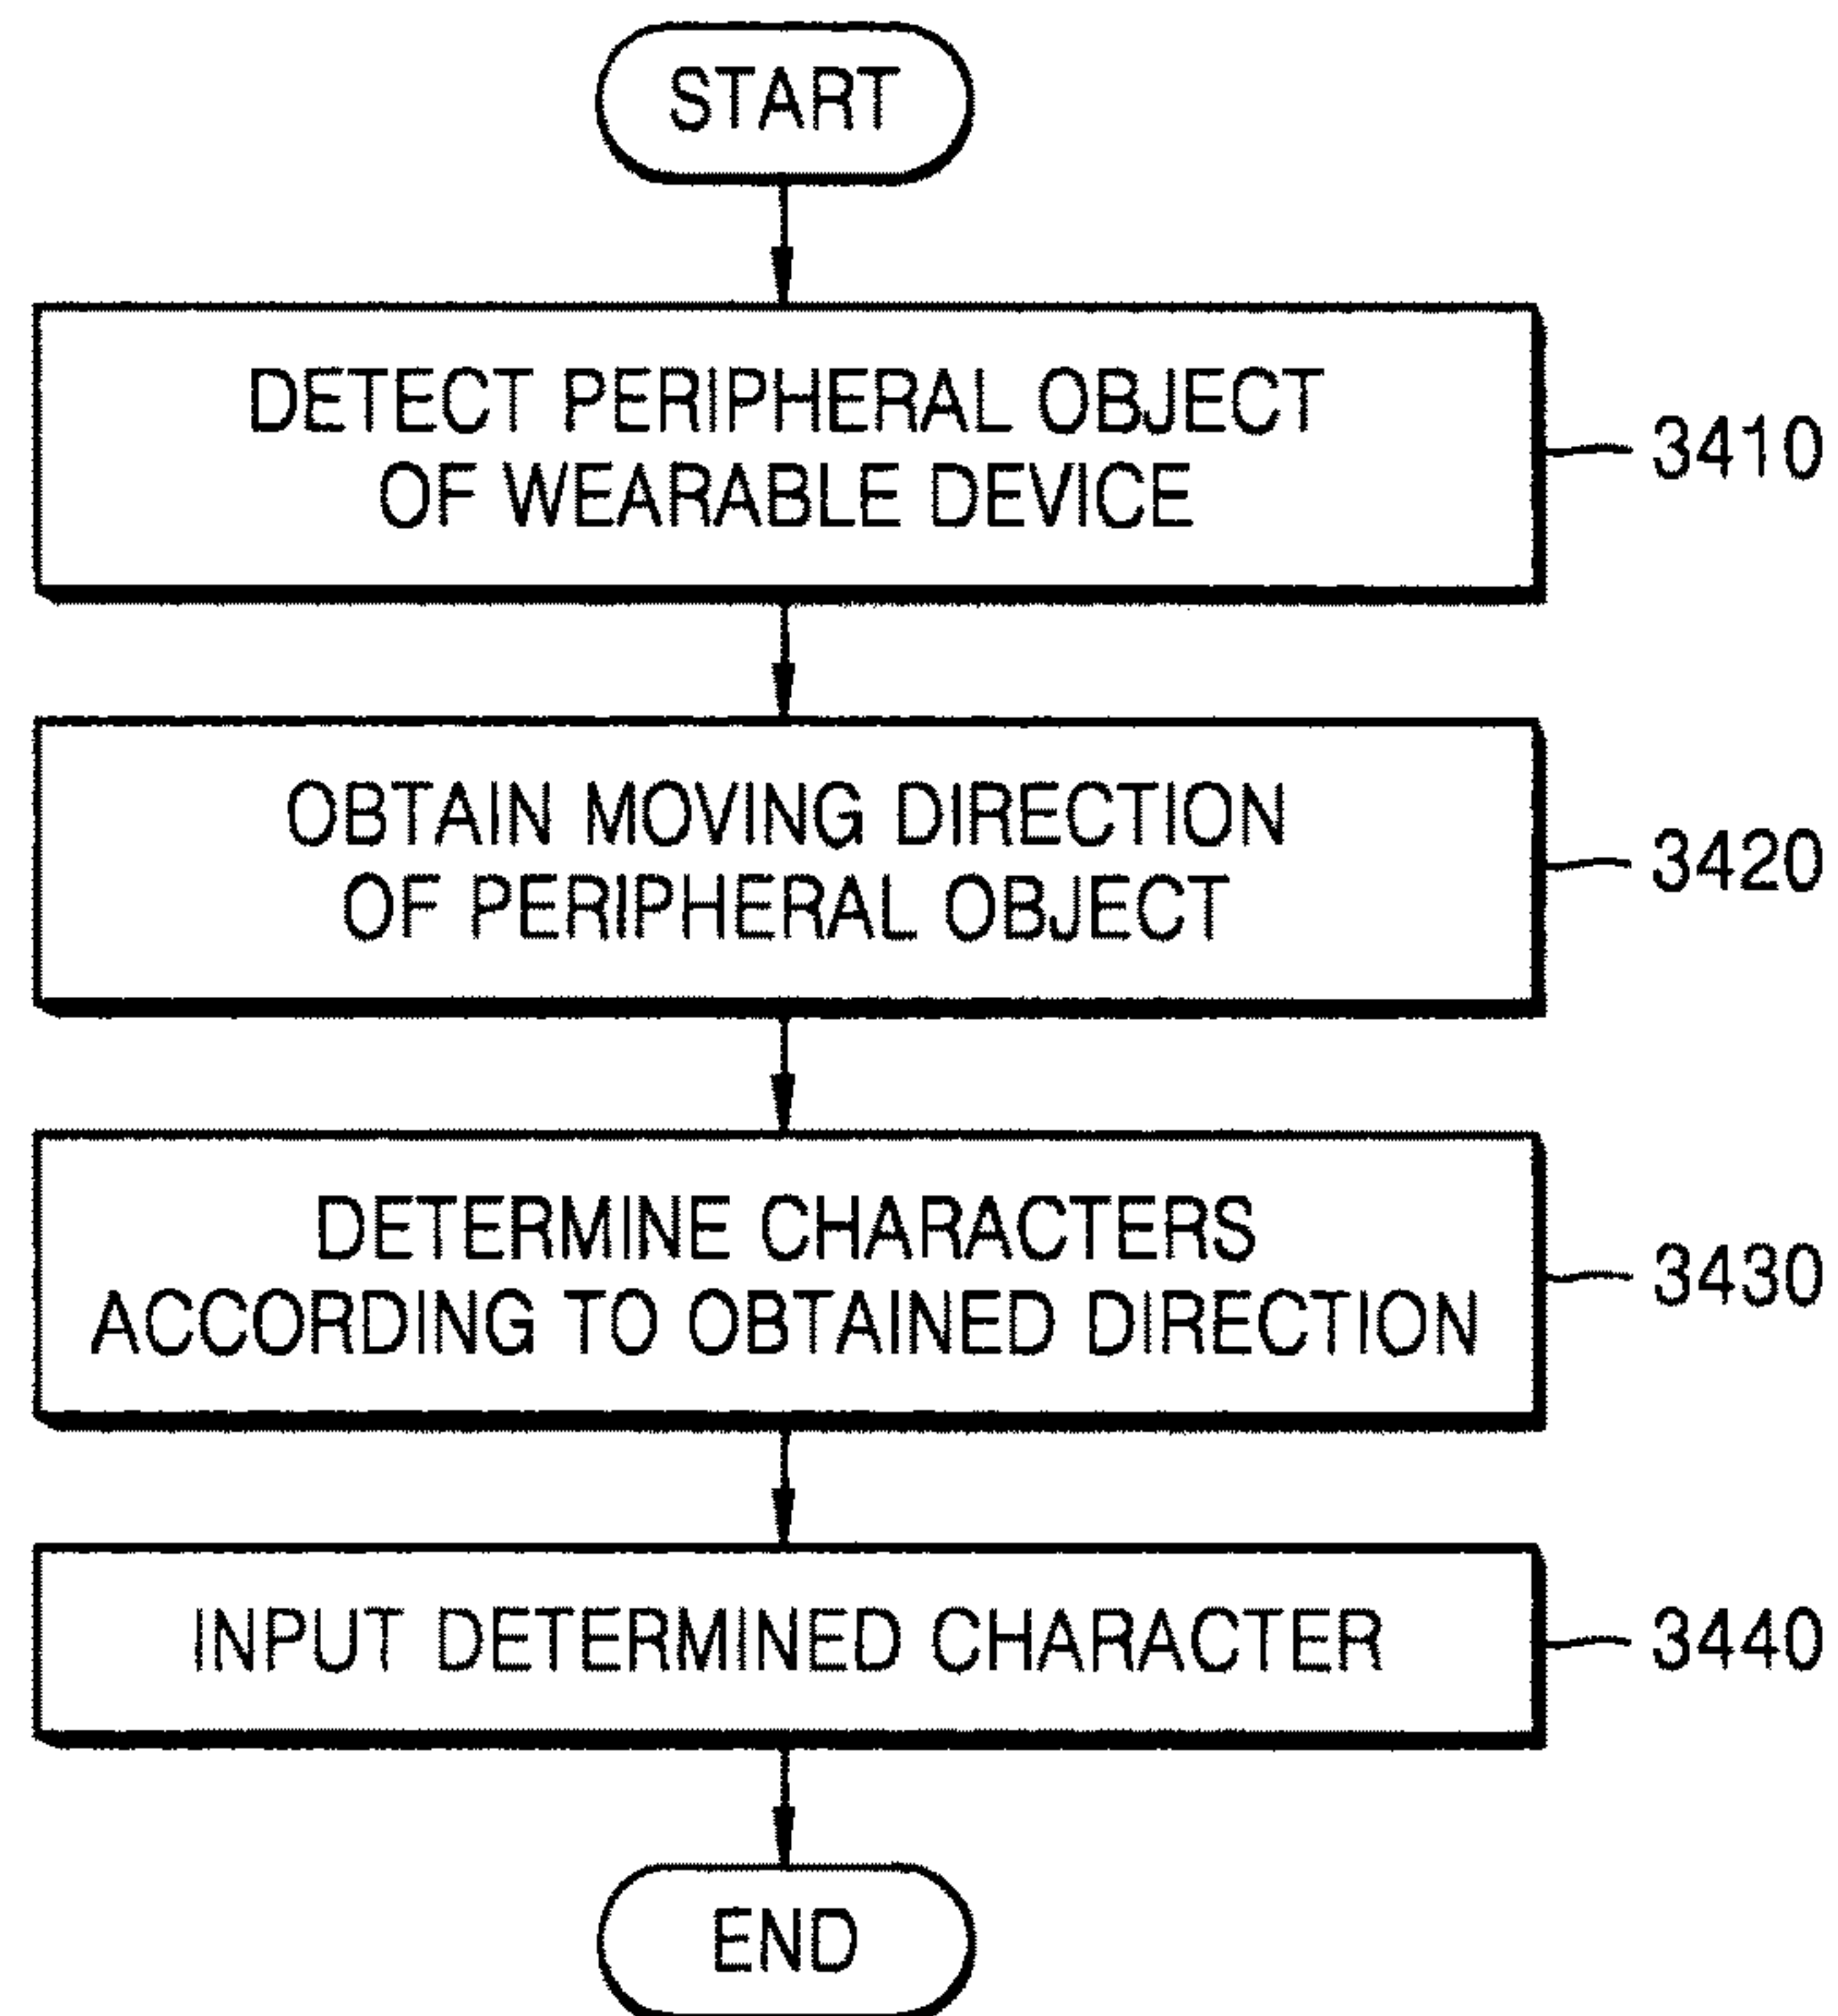 START
DETECT PERIPHERAL OBJECT
OF WEARABLE DEVICE
3410
OBTAIN MOVING DIRECTION
OF PERIPHERAL OBJECT
3420
DETERMINE CHARACTERS
ACCORDING TO OBTAINED DIRECTION
3430
INPUT DETERMINED CHARACTER
3440
END